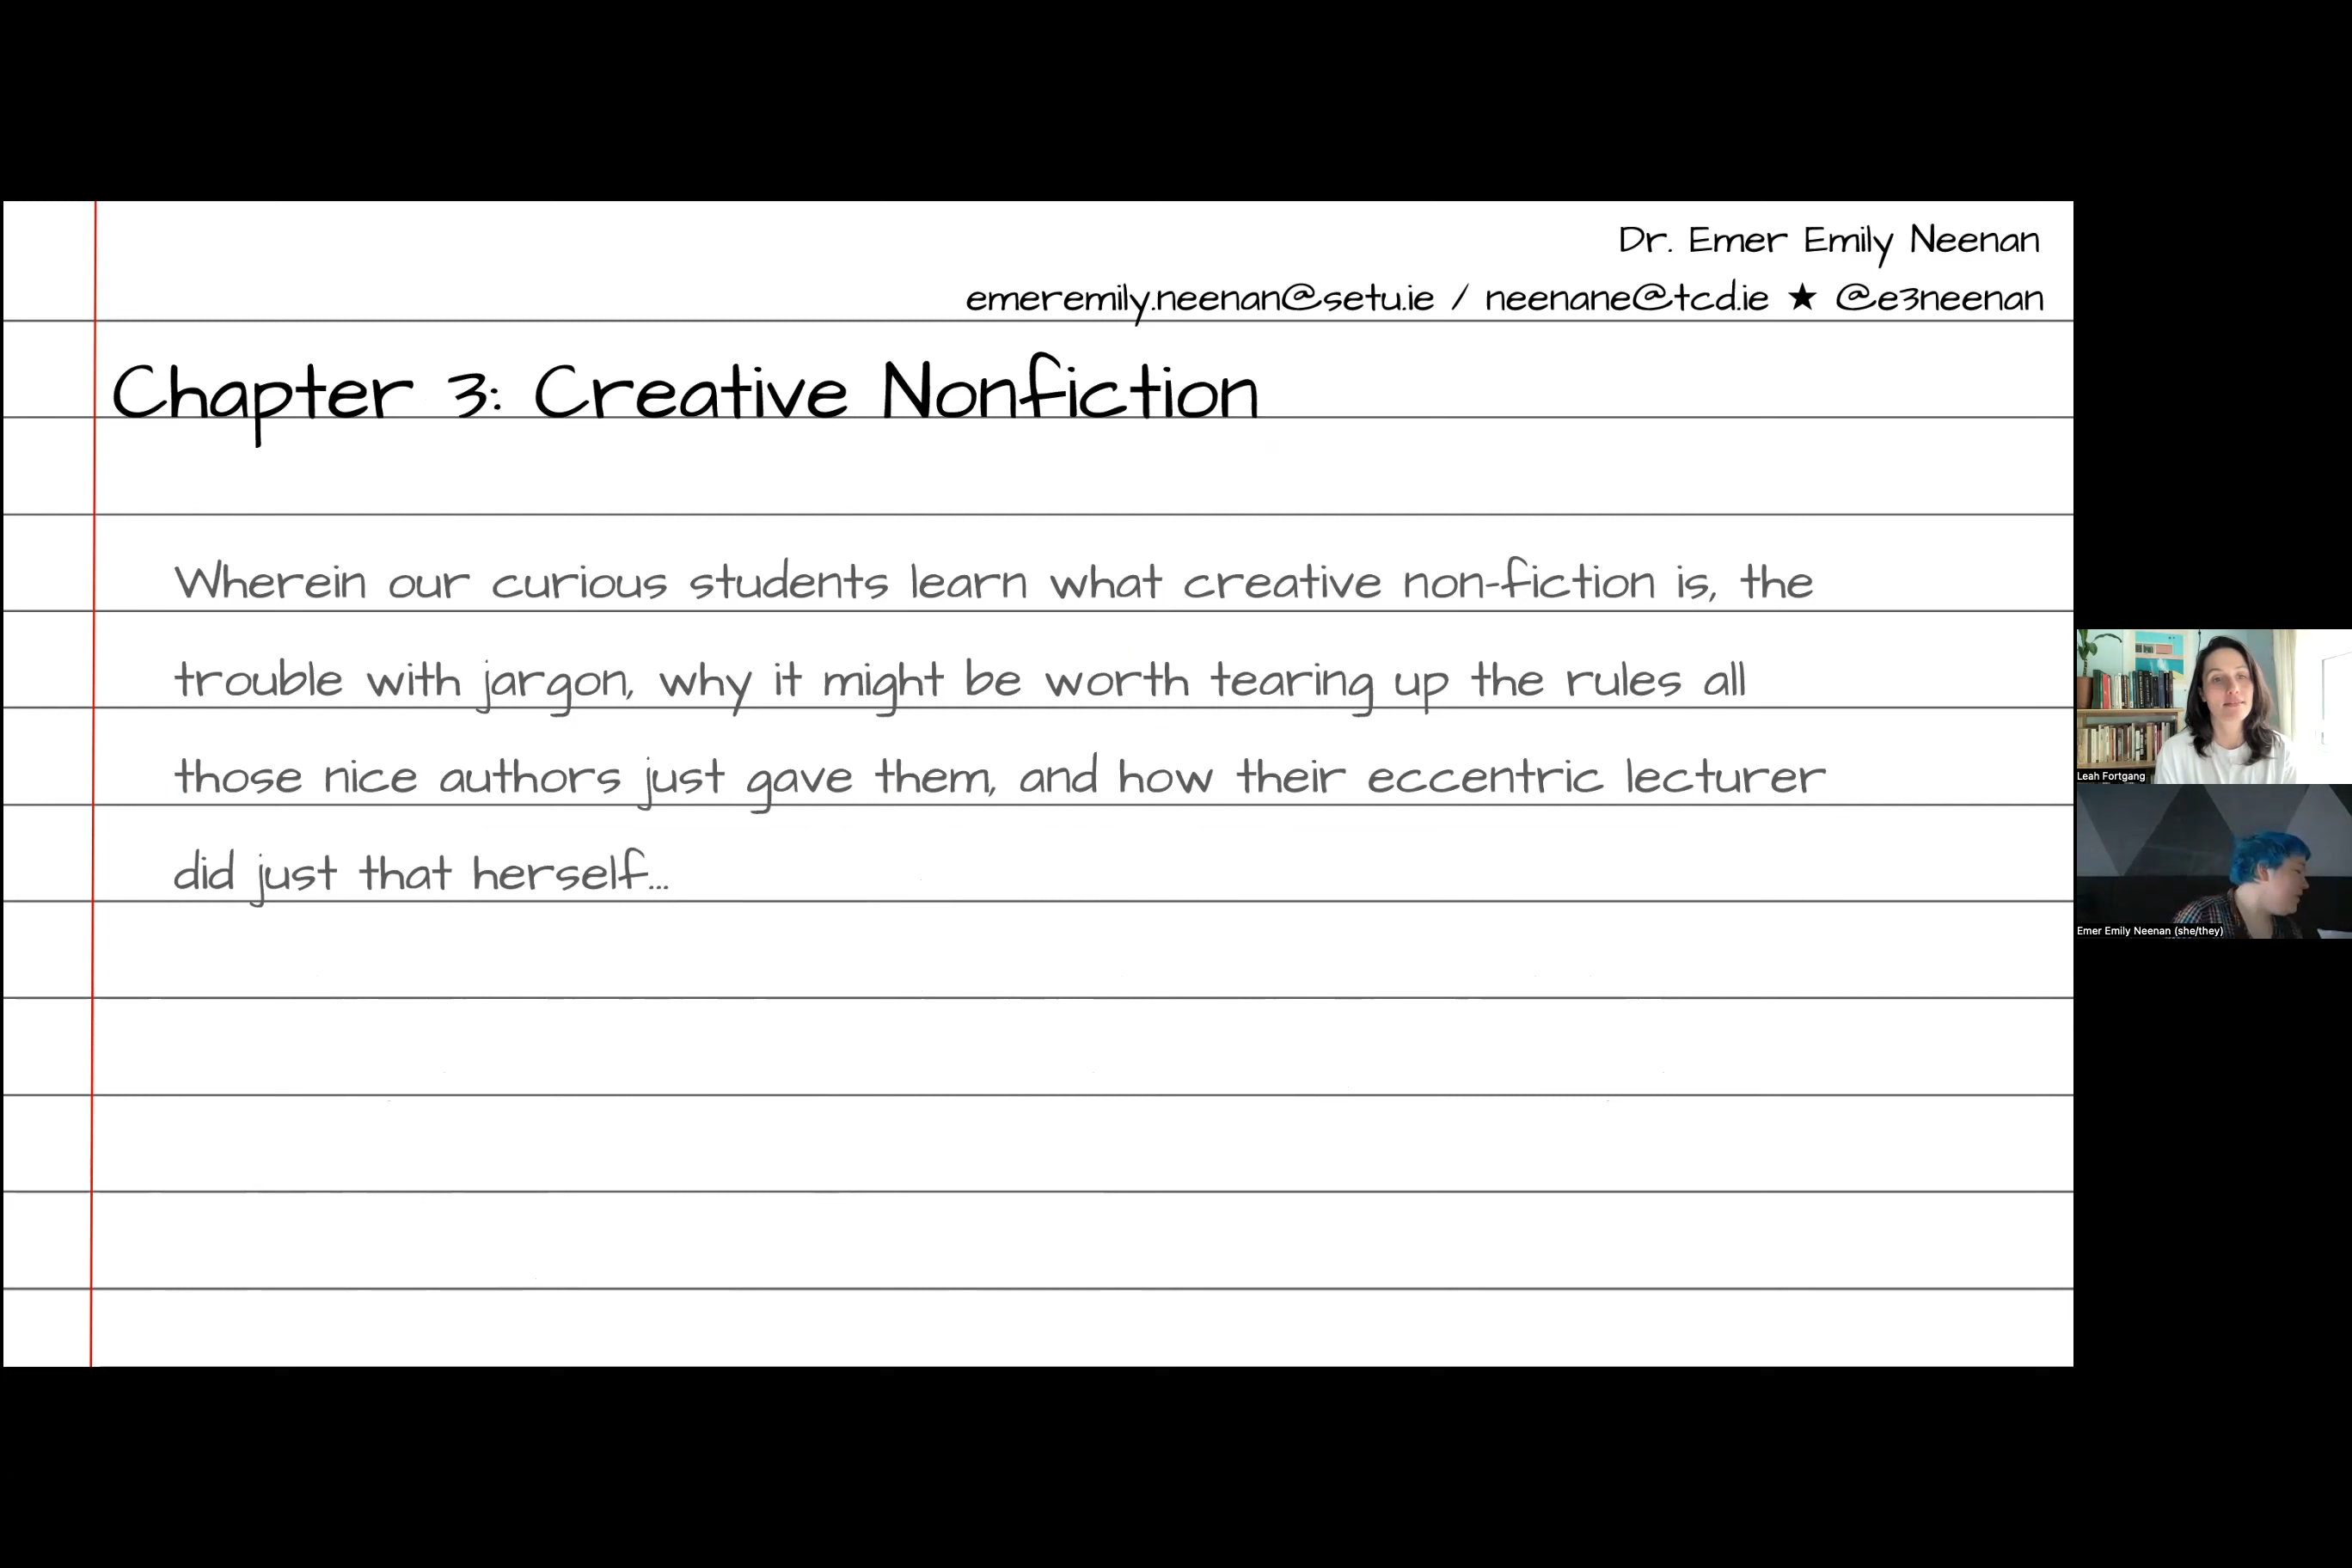 Dr. Emer Emily Neenan
emeremily.neenan@setu.ie / neenane@tcd.ie ★ @e3neenan
Chapter 3: Creative Nonfiction
Wherein our curious students learn what creative non-fiction is, the
trouble with jargon, why it might be worth tearing up the rules all
those nice authors just gave them, and how their eccentric lecturer
did just that herself...
Leah Fortgang
Emer Emily Neenan (she/they)